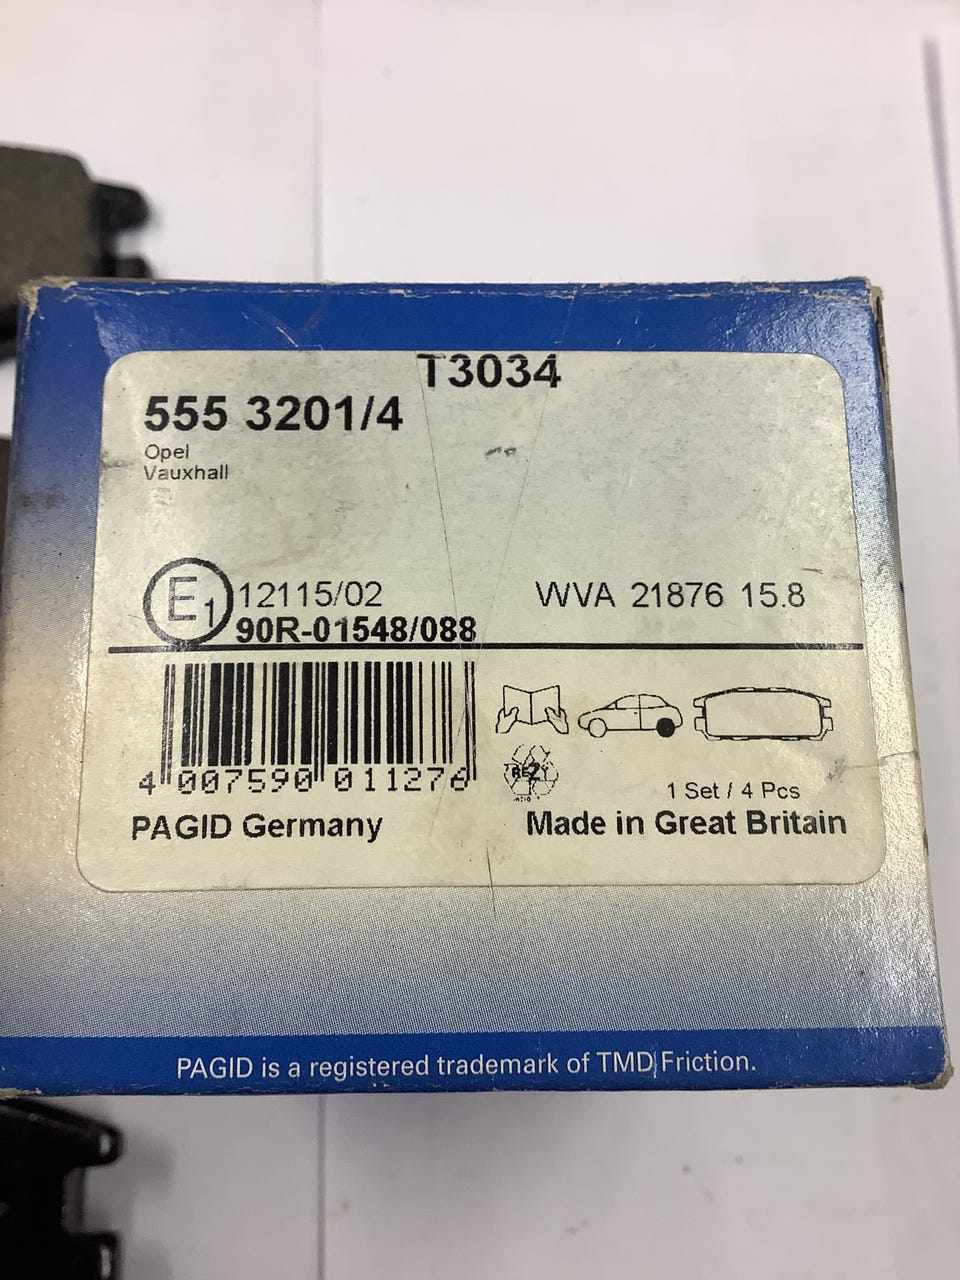 T3034
555 3201/4
Opel
Vauxhall
E1 12115/02
90R-01548/088
WVA 21876 15.8
4 007590 011276
1 Set / 4 Pcs
PAGID Germany
Made in Great Britain
PAGID is a registered trademark of TMD Friction.